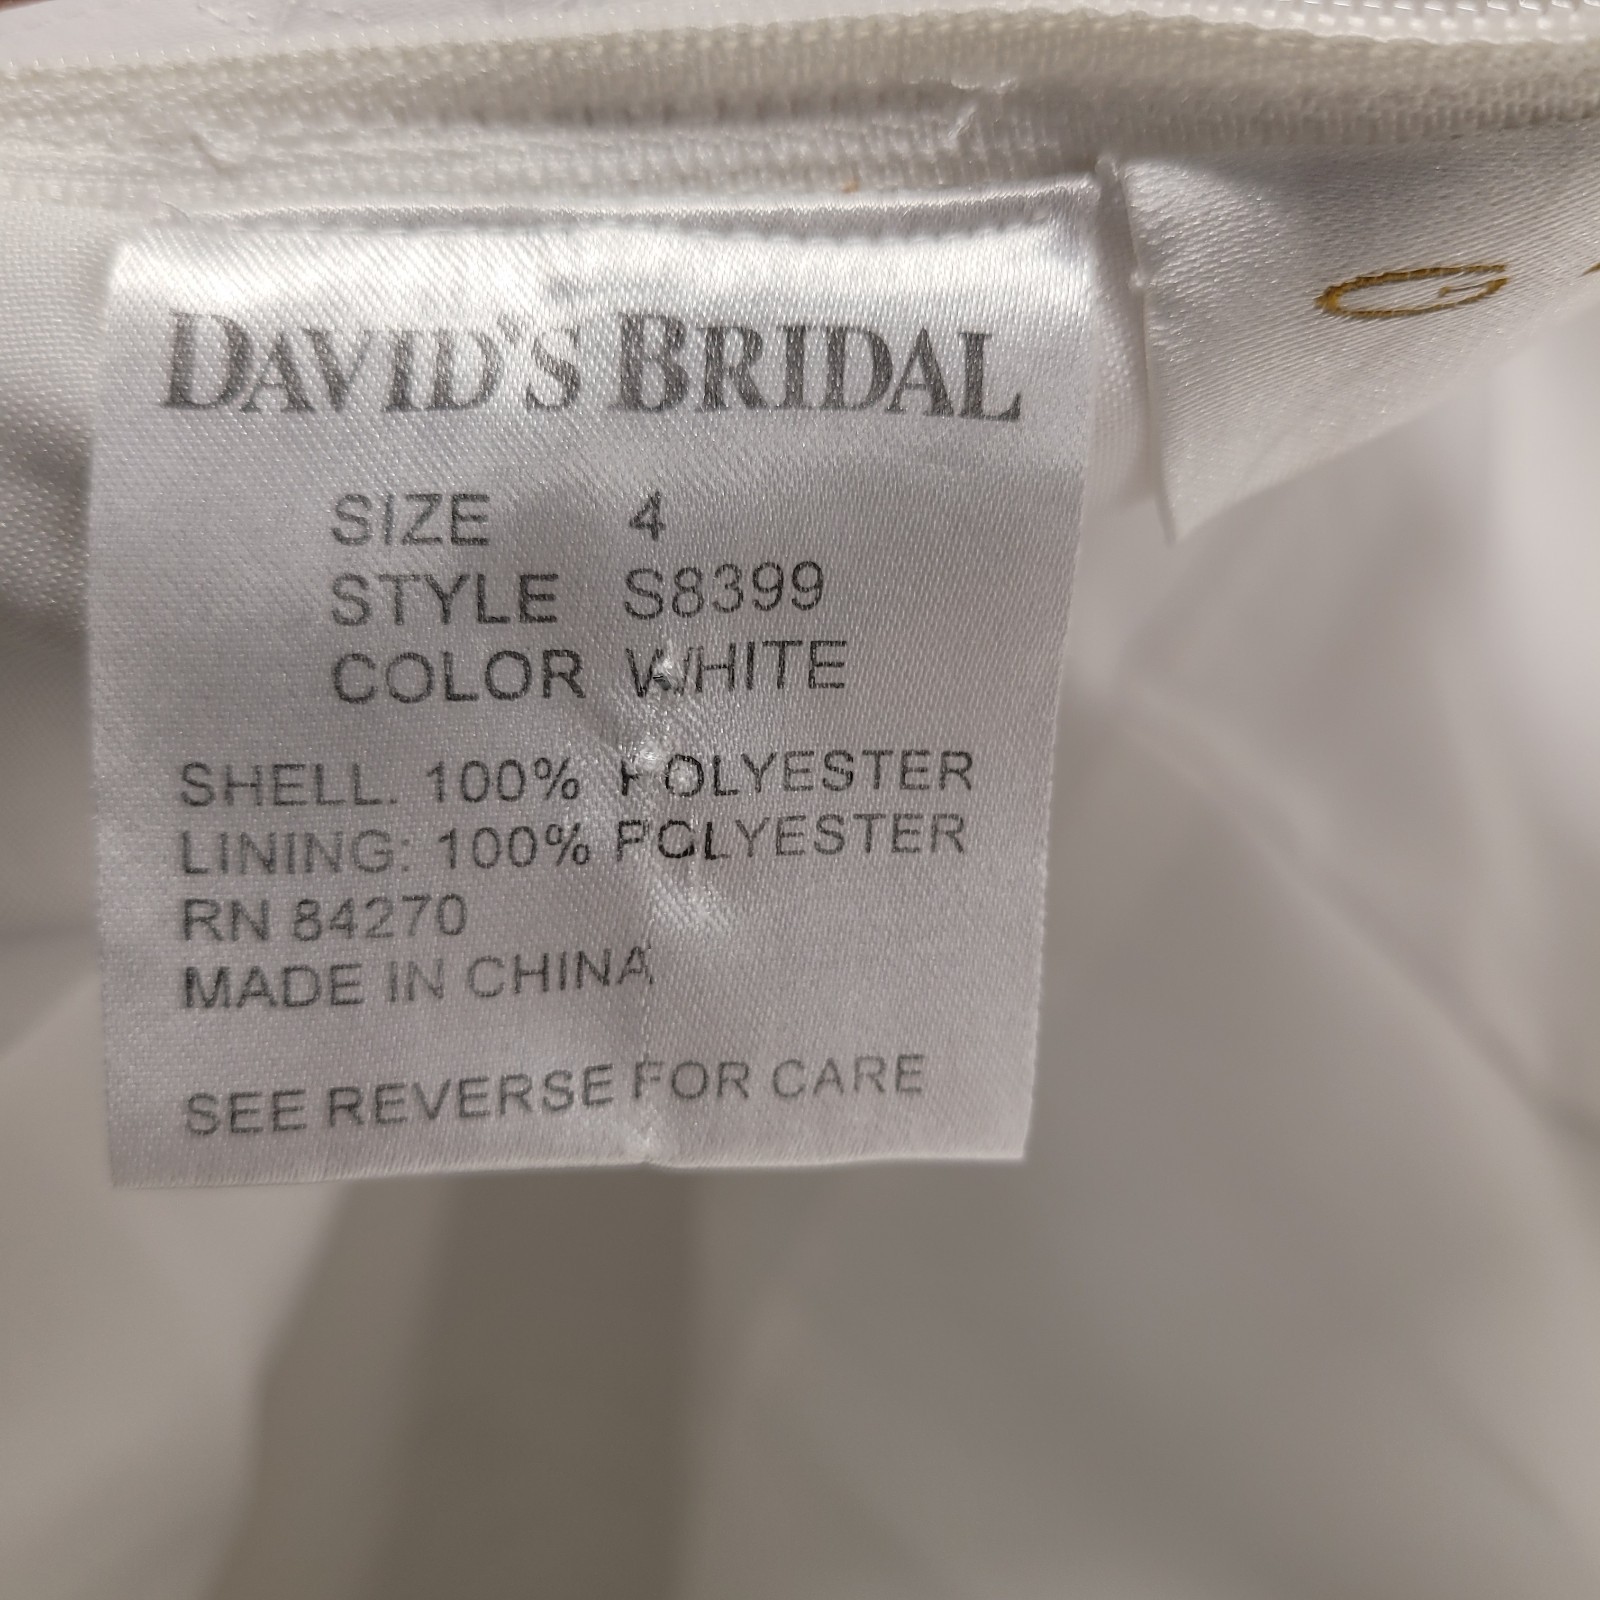 DAVID'S BRIDAL
SIZE 4
STYLE S8399
COLOR WHITE
SHELL: 100% POLYESTER
LINING: 100% POLYESTER
RN 84270
MADE IN CHINA
SEE REVERSE FOR CARE